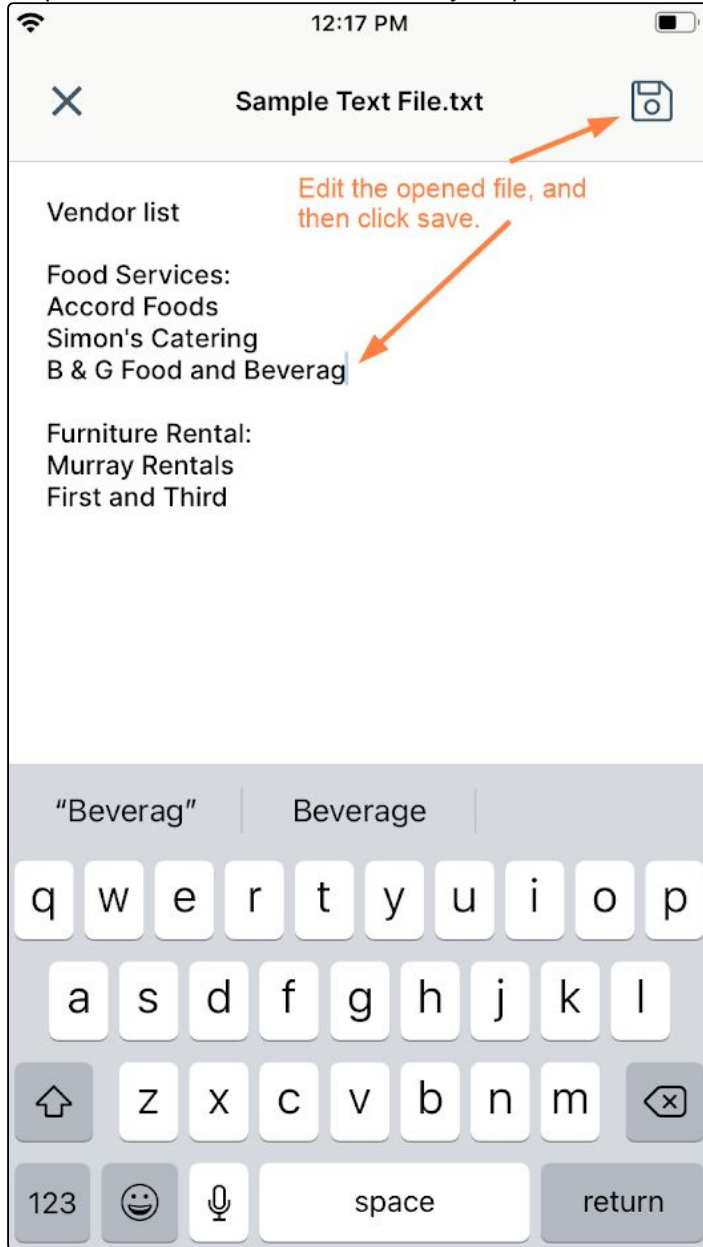 12:17 PM
Sample Text File.txt
Edit the opened file, and
then click save.
Vendor list
Food Services:
Accord Foods
Simon's Catering
B & G Food and Beverag
Furniture Rental:
Murray Rentals
First and Third
“Beverag” Beverage
q w e r t y u i o p
a s d f g h j k l
z x c v b n m
123 space return